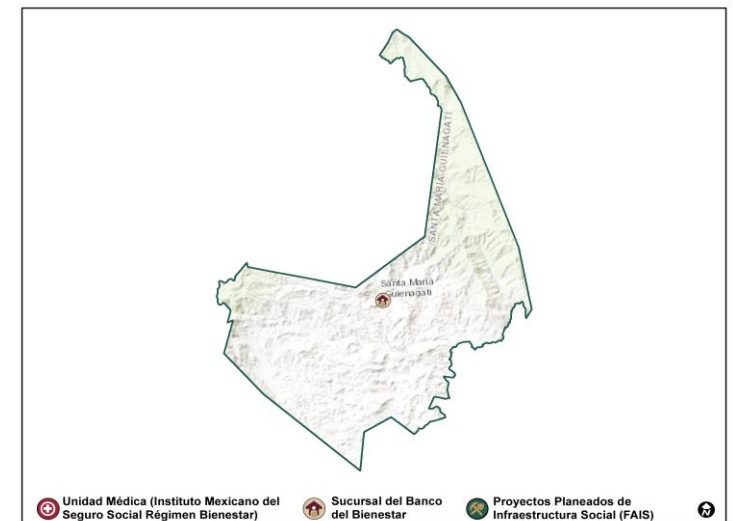 SANTA MARÍA GUIENAGATI
Santa María
Guienagati
Unidad Médica (Instituto Mexicano del
Seguro Social Régimen Bienestar)
Sucursal del Banco
del Bienestar
Proyectos Planeados de
Infraestructura Social (FAIS)
N